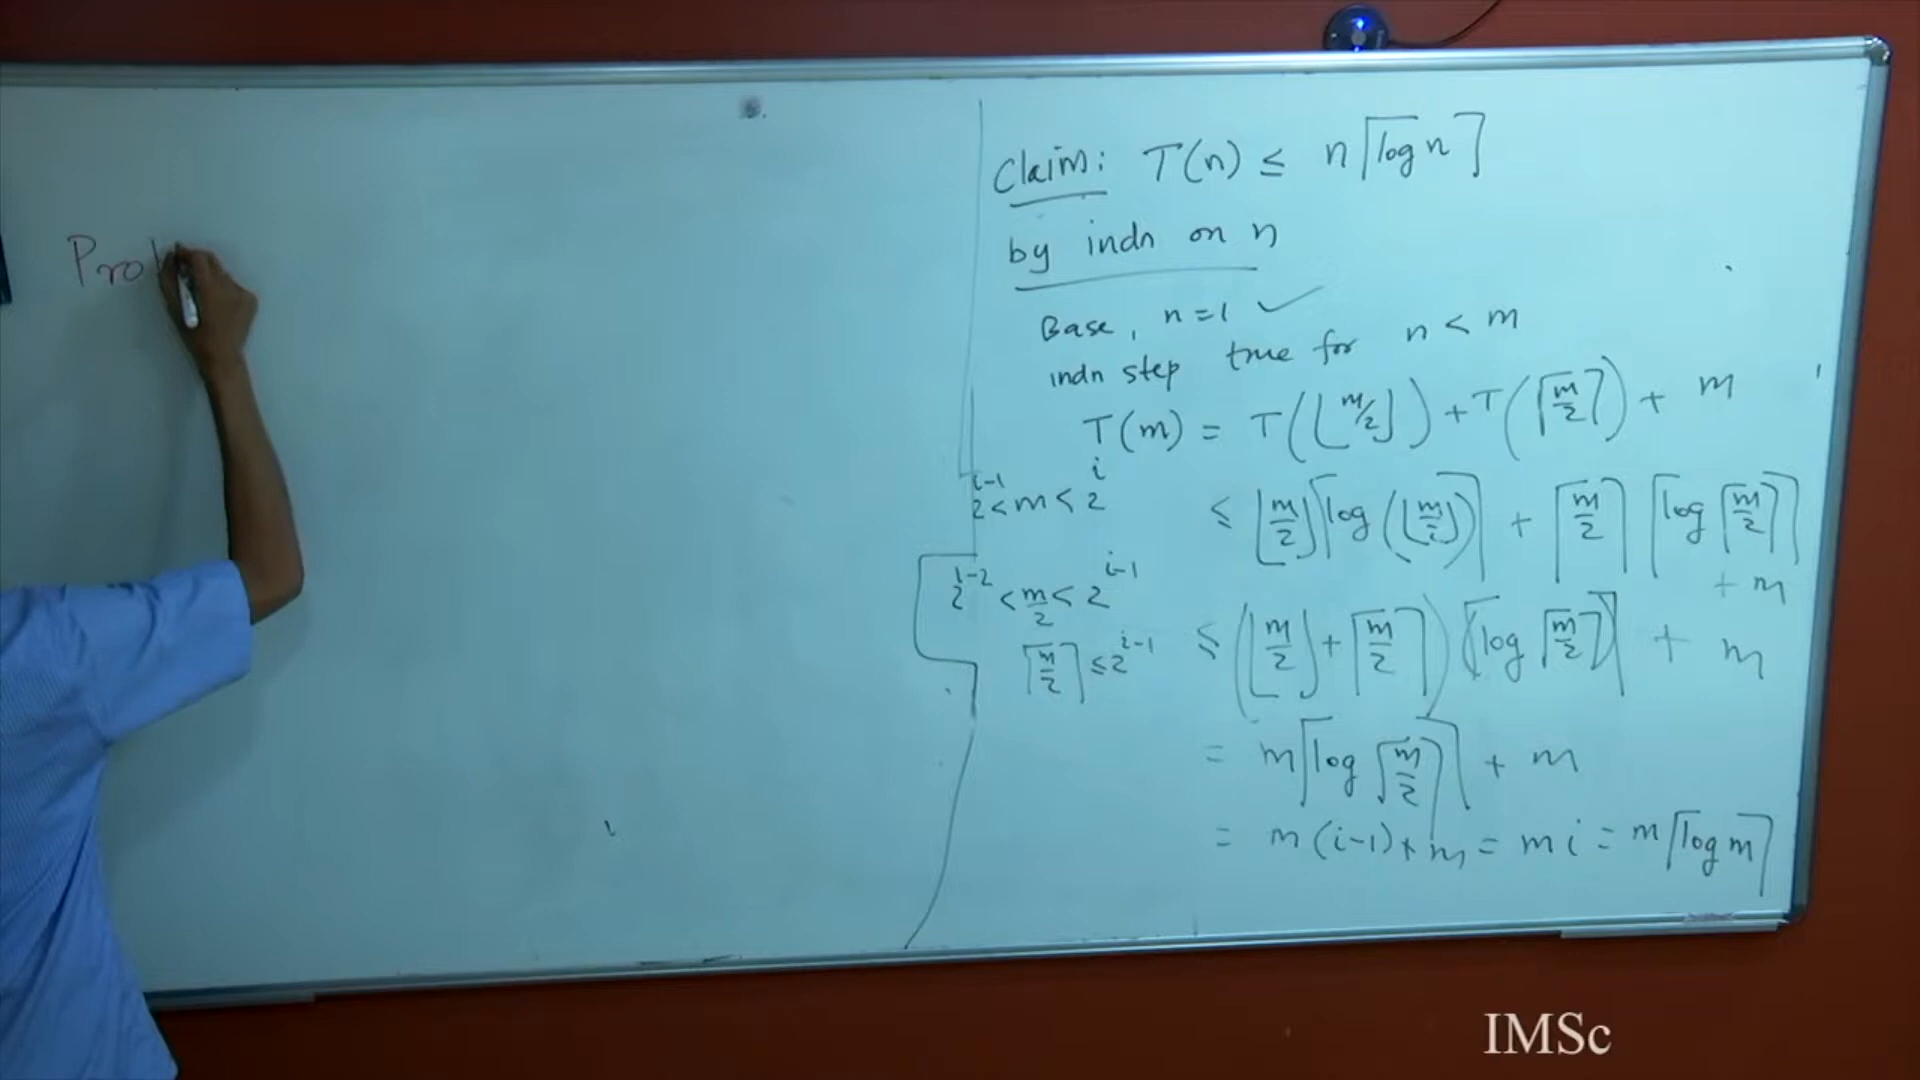 Prob
Claim: T(n) ≤ n⌈log n⌉
by indn on n
Base, n=1 ✓
indn step true for n < m
T(m) = T(⌊m/2⌋) + T(⌈m/2⌉) + m
2^{i-1} < m < 2^i
≤ ⌊m/2⌋⌈log(⌊m/2⌋)⌉ + ⌈m/2⌉⌈log⌈m/2⌉⌉ + m
2^{i-2} < m/2 < 2^{i-1}
≤ (⌊m/2⌋ + ⌈m/2⌉)⌈log⌈m/2⌉⌉ + m
⌈m/2⌉ ≤ 2^{i-1}
= m⌈log⌈m/2⌉⌉ + m
= m(i-1) + m = mi = m⌈log m⌉
IMSc